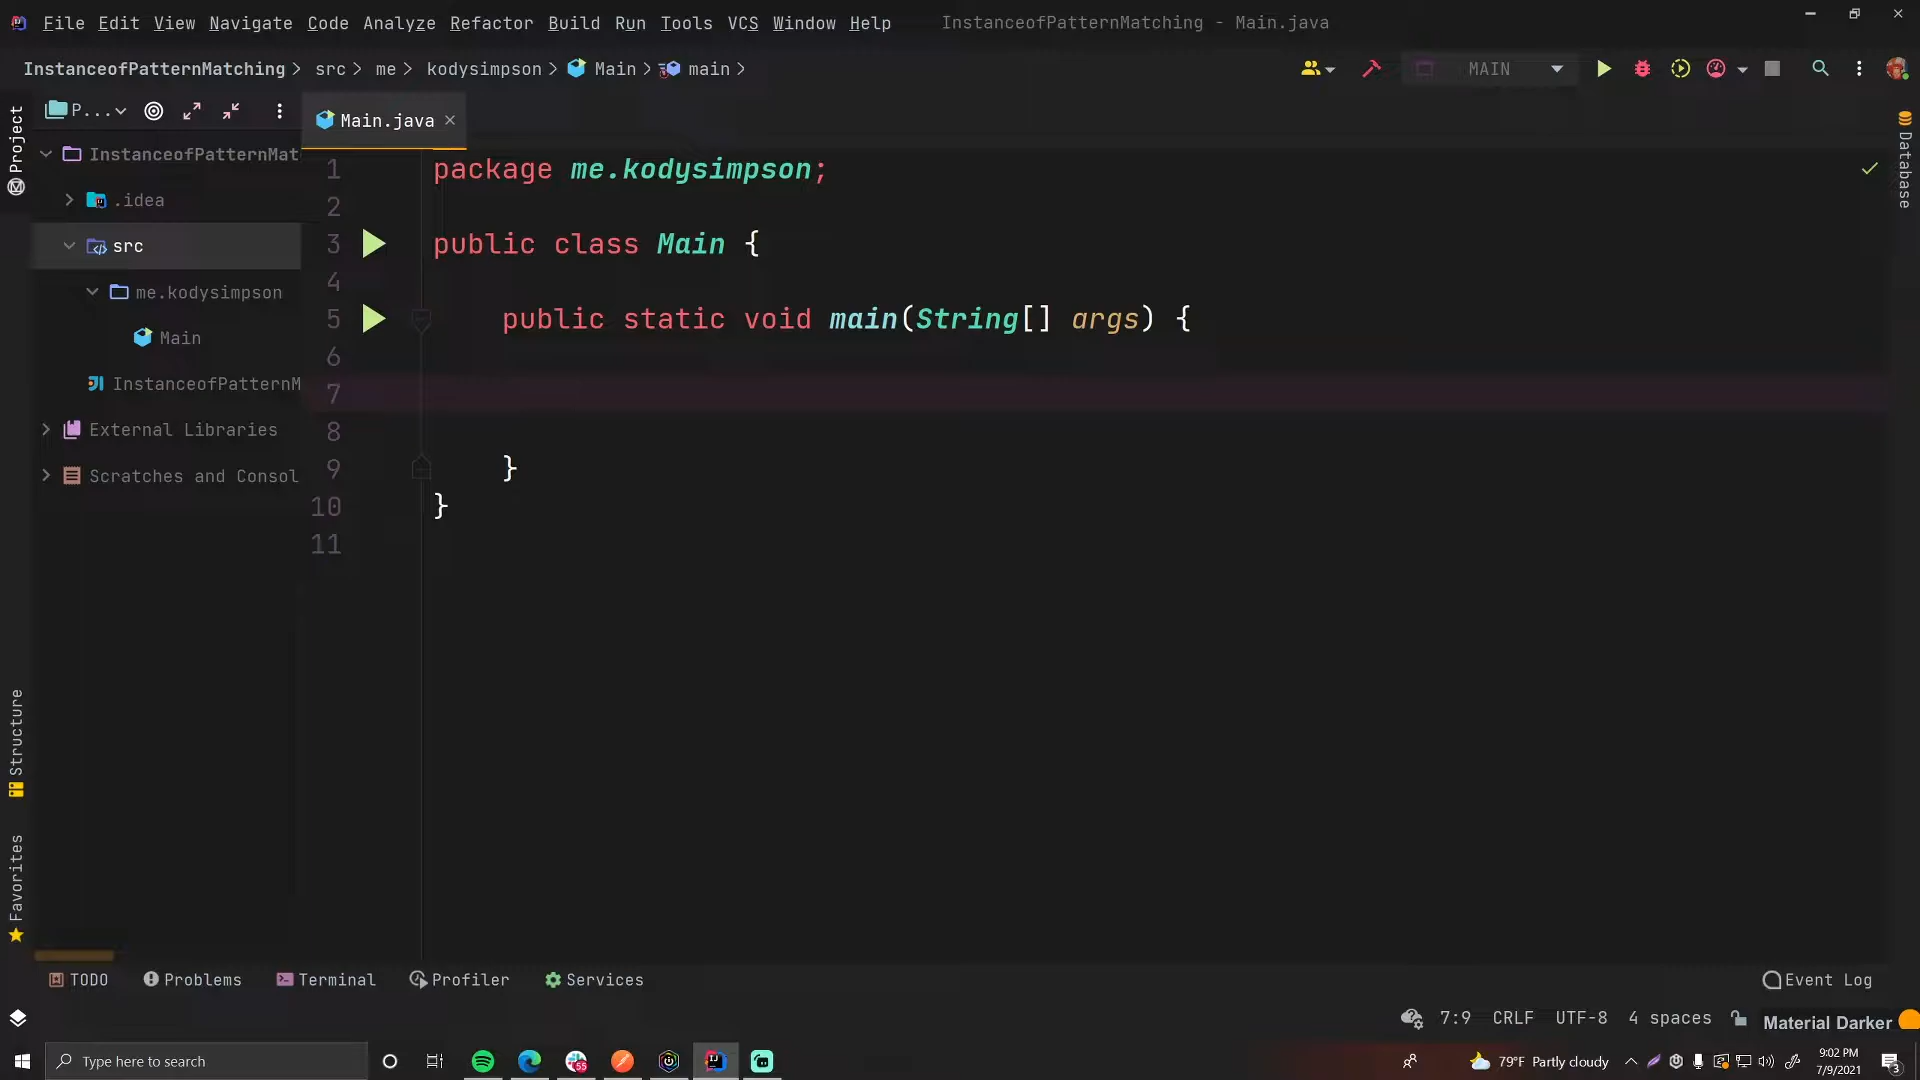 File Edit View Navigate Code Analyze Refactor Build Run Tools VCS Window Help InstanceofPatternMatching - Main.java
InstanceofPatternMatching > src > me > kodysimpson > Main > main >
MAIN
P...
Main.java
Project
Database
InstanceofPatternMat
.idea
src
me.kodysimpson
Main
InstanceofPatternM
External Libraries
Scratches and Consol
1 package me.kodysimpson;
2
3 public class Main {
4
5 public static void main(String[] args) {
6
7
8
9 }
10 }
11
Structure
Favorites
TODO Problems Terminal Profiler Services Event Log
7:9 CRLF UTF-8 4 spaces Material Darker
Type here to search
55
79°F Partly cloudy
9:02 PM
7/9/2021
3